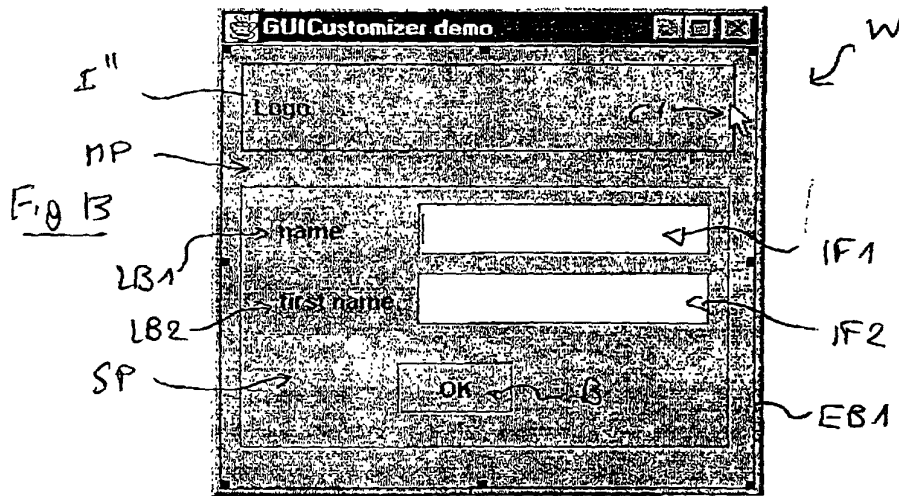 GUICustomizer demo
W
I"
Logo
MP
Fig 13
name
IF1
LB1
first name
LB2
IF2
SP
OK
B
EB1